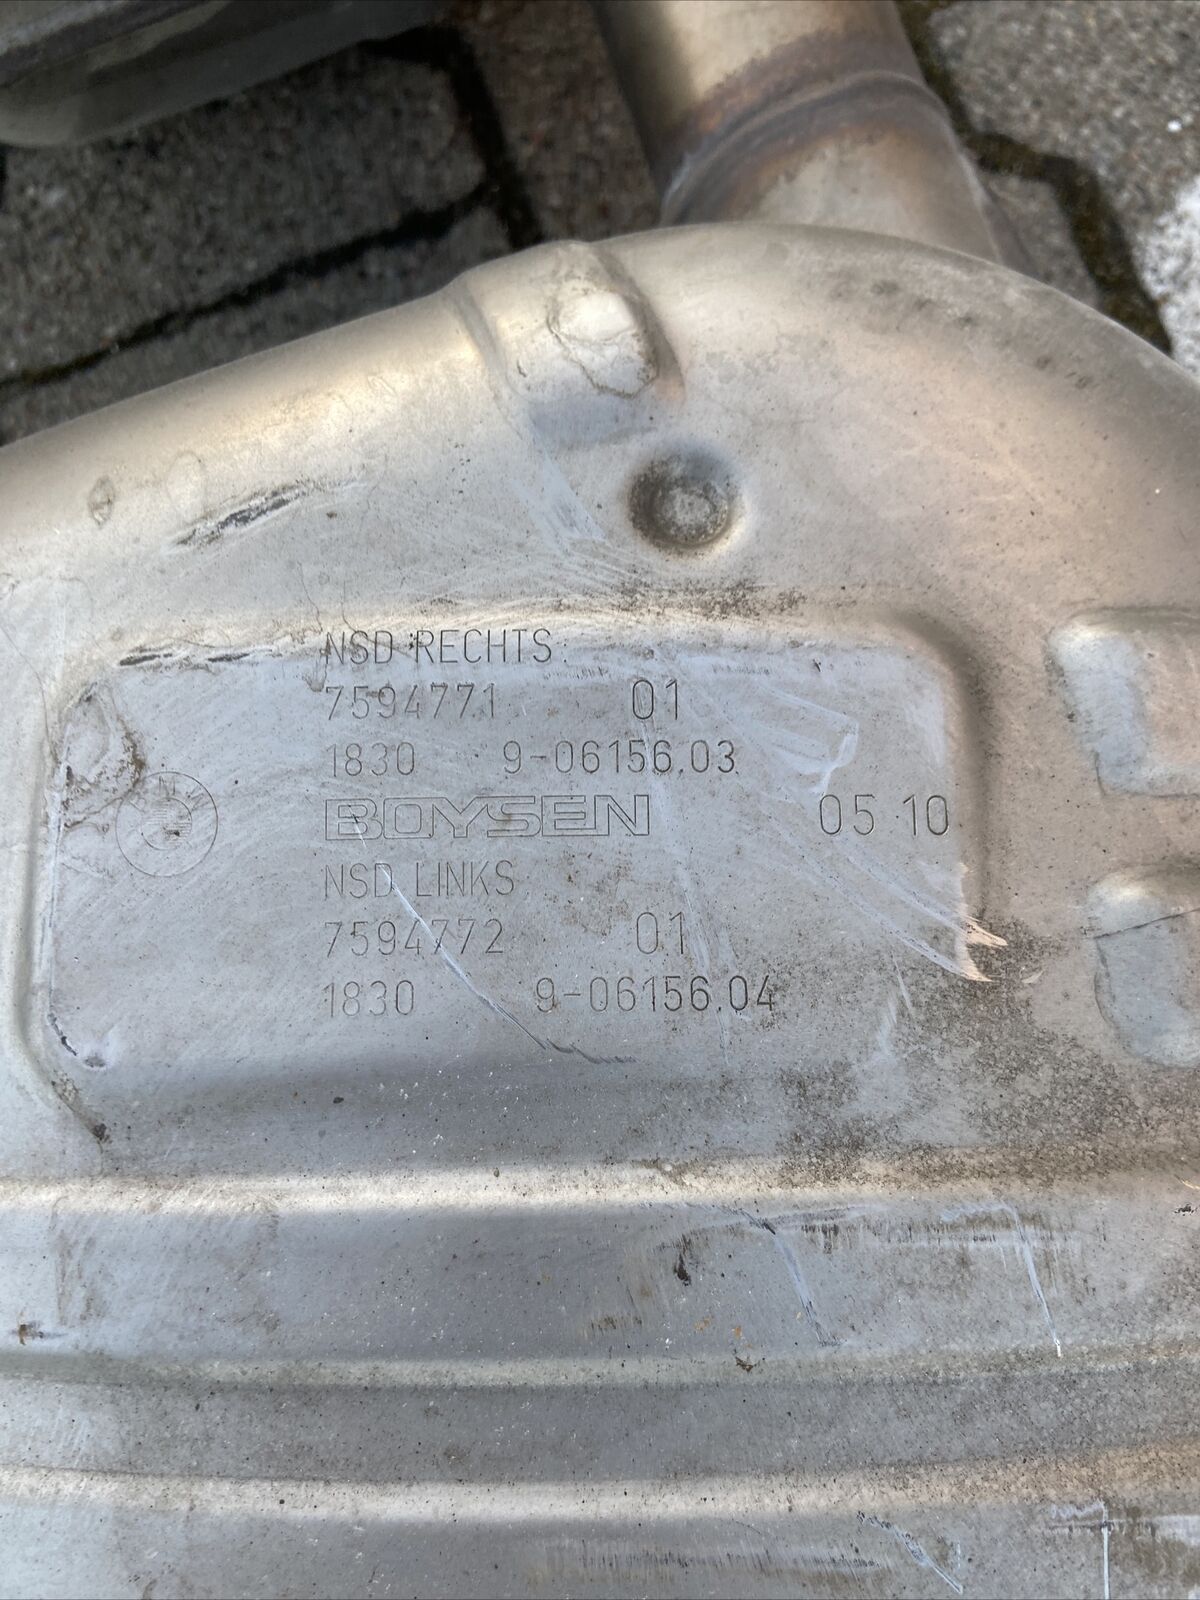 NSD RECHTS
7594771 01
1830 9-06156.03
BMW
BOYSEN 05 10
NSD LINKS
7594772 01
1830 9-06156.04